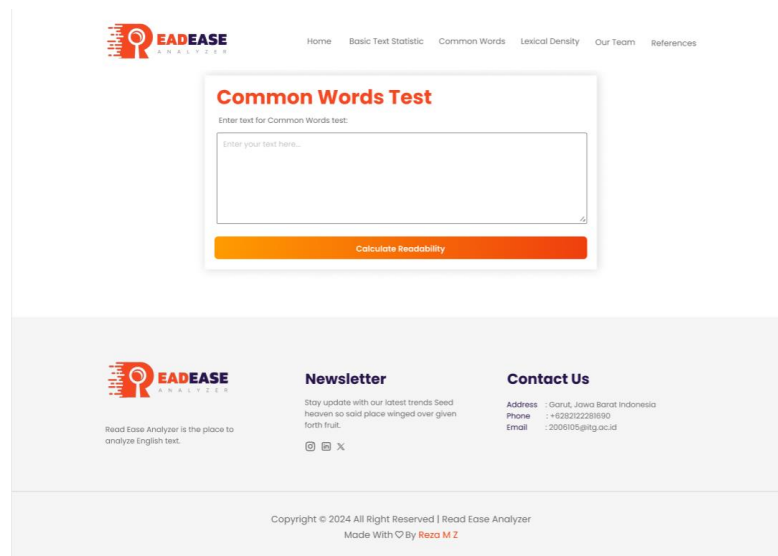 READEASE
ANALYZER
Home Basic Text Statistic Common Words Lexical Density Our Team References
Common Words Test
Enter text for Common Words test:
Enter your text here...
Calculate Readability
READEASE
ANALYZER
Read Ease Analyzer is the place to
analyze English text.
Newsletter
Stay update with our latest trends Seed
heaven so said place winged over given
forth fruit.
Contact Us
Address : Garut, Jawa Barat Indonesia
Phone : +6282122281690
Email : 2006105@itg.ac.id
Copyright © 2024 All Right Reserved | Read Ease Analyzer
Made With ♡ By Reza M Z